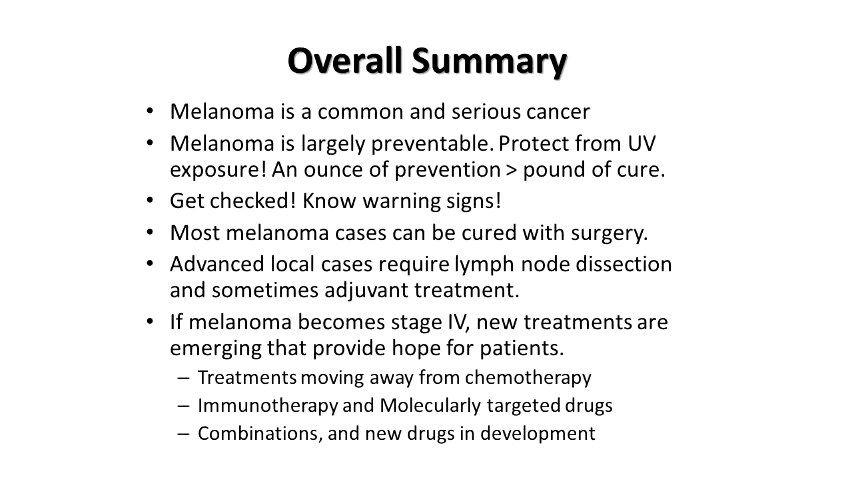 Overall Summary
• Melanoma is a common and serious cancer
• Melanoma is largely preventable. Protect from UV
exposure! An ounce of prevention > pound of cure.
• Get checked! Know warning signs!
• Most melanoma cases can be cured with surgery.
• Advanced local cases require lymph node dissection
and sometimes adjuvant treatment.
• If melanoma becomes stage IV, new treatments are
emerging that provide hope for patients.
– Treatments moving away from chemotherapy
– Immunotherapy and Molecularly targeted drugs
– Combinations, and new drugs in development